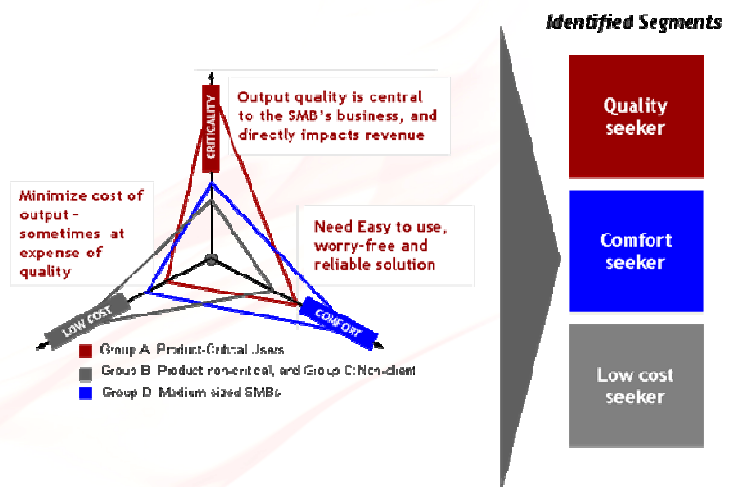 Identified Segments
CRITICALITY
Output quality is central
to the SMB's business, and
directly impacts revenue
Minimize cost of
output -
sometimes at
expense of
quality
Need Easy to use,
worry-free and
reliable solution
LOW COST
COMFORT
Group A Product-Critical Users
Group B Product non-critical, and Group C: Non-client
Group D Medium sized SMBs
Quality
seeker
Comfort
seeker
Low cost
seeker